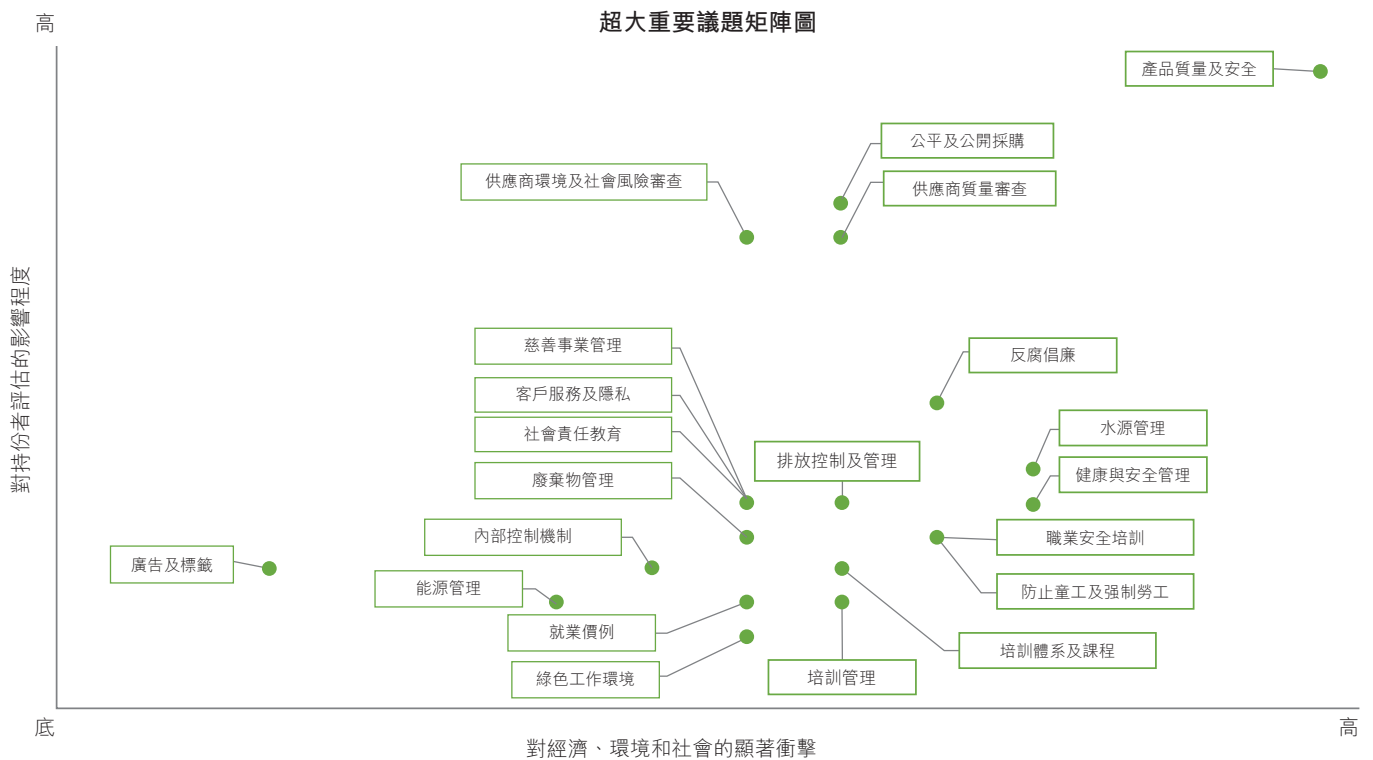 超大重要議題矩陣圖
高
產品質量及安全
公平及公開採購
供應商環境及社會風險審查
供應商質量審查
對持份者評估的影響程度
慈善事業管理
反腐倡廉
客戶服務及隱私
水源管理
社會責任教育
排放控制及管理
健康與安全管理
廢棄物管理
內部控制機制
職業安全培訓
廣告及標籤
能源管理
防止童工及强制勞工
就業價例
培訓體系及課程
綠色工作環境
培訓管理
底
高
對經濟、環境和社會的顯著衝擊